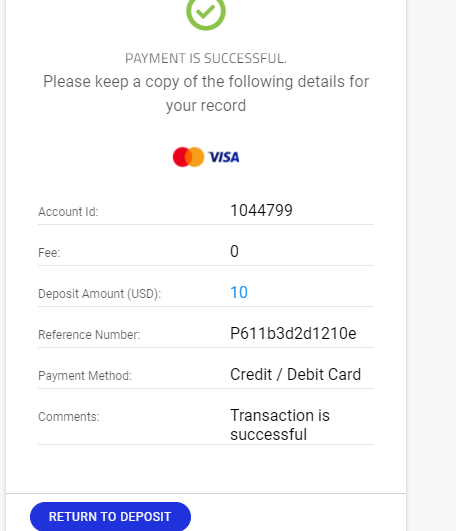 PAYMENT IS SUCCESSFUL.
Please keep a copy of the following details for
your record
VISA
Account Id: 1044799
Fee: 0
Deposit Amount (USD): 10
Reference Number: P611b3d2d1210e
Payment Method: Credit / Debit Card
Comments: Transaction is
successful
RETURN TO DEPOSIT